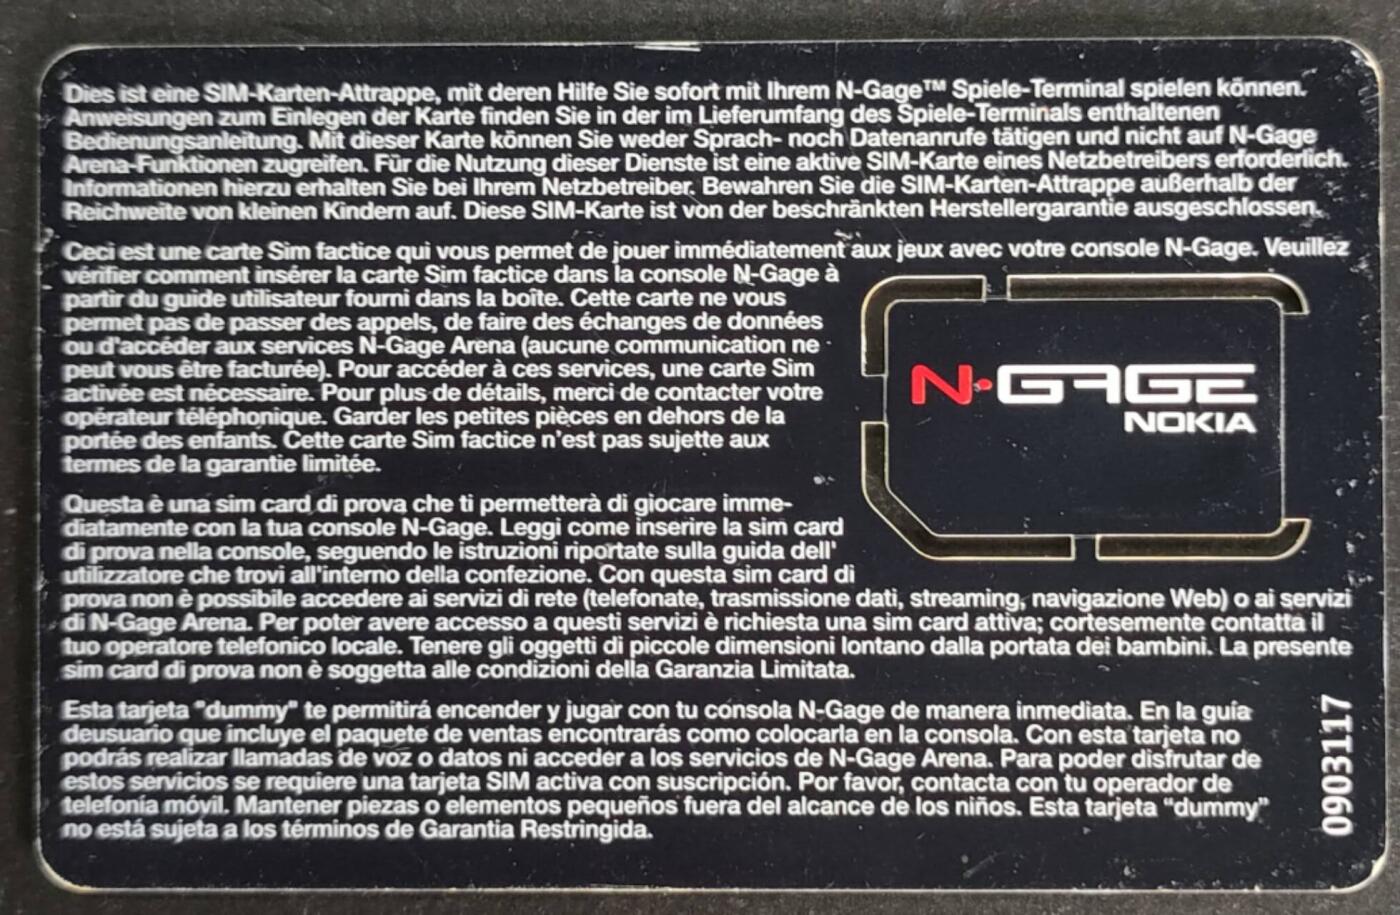 Dies ist eine SIM-Karten-Attrappe, mit deren Hilfe Sie sofort mit Ihrem N-Gage™ Spiele-Terminal spielen können.
Anweisungen zum Einlegen der Karte finden Sie in der im Lieferumfang des Spiele-Terminals enthaltenen
Bedienungsanleitung. Mit dieser Karte können Sie weder Sprach- noch Datenanrufe tätigen und nicht auf N-Gage
Arena-Funktionen zugreifen. Für die Nutzung dieser Dienste ist eine aktive SIM-Karte eines Netzbetreibers erforderlich.
Informationen hierzu erhalten Sie bei Ihrem Netzbetreiber. Bewahren Sie die SIM-Karten-Attrappe außerhalb der
Reichweite von kleinen Kindern auf. Diese SIM-Karte ist von der beschränkten Herstellergarantie ausgeschlossen.
Ceci est une carte Sim factice qui vous permet de jouer immédiatement aux jeux avec votre console N-Gage. Veuillez
vérifier comment insérer la carte Sim factice dans la console N-Gage à
partir du guide utilisateur fourni dans la boîte. Cette carte ne vous
permet pas de passer des appels, de faire des échanges de données
ou d'accéder aux services N-Gage Arena (aucune communication ne
peut vous être facturée). Pour accéder à ces services, une carte Sim
activée est nécessaire. Pour plus de détails, merci de contacter votre
opérateur téléphonique. Garder les petites pièces en dehors de la
portée des enfants. Cette carte Sim factice n'est pas sujette aux
termes de la garantie limitée.
N-GAGE
NOKIA
Questa è una sim card di prova che ti permetterà di giocare imme-
diatamente con la tua console N-Gage. Leggi come inserire la sim card
di prova nella console, seguendo le istruzioni riportate sulla guida dell'
utilizzatore che trovi all'interno della confezione. Con questa sim card di
prova non è possibile accedere ai servizi di rete (telefonate, trasmissione dati, streaming, navigazione Web) o ai servizi
di N-Gage Arena. Per poter avere accesso a questi servizi è richiesta una sim card attiva; cortesemente contatta il
tuo operatore telefonico locale. Tenere gli oggetti di piccole dimensioni lontano dalla portata dei bambini. La presente
sim card di prova non è soggetta alle condizioni della Garanzia Limitata.
Esta tarjeta "dummy" te permitirá encender y jugar con tu consola N-Gage de manera inmediata. En la guía
deusuario que incluye el paquete de ventas encontrarás como colocarla en la consola. Con esta tarjeta no
podrás realizar llamadas de voz o datos ni acceder a los servicios de N-Gage Arena. Para poder disfrutar de
estos servicios se requiere una tarjeta SIM activa con suscripción. Por favor, contacta con tu operador de
telefonía móvil. Mantener piezas o elementos pequeños fuera del alcance de los niños. Esta tarjeta "dummy"
no está sujeta a los términos de Garantia Restringida.
0903117